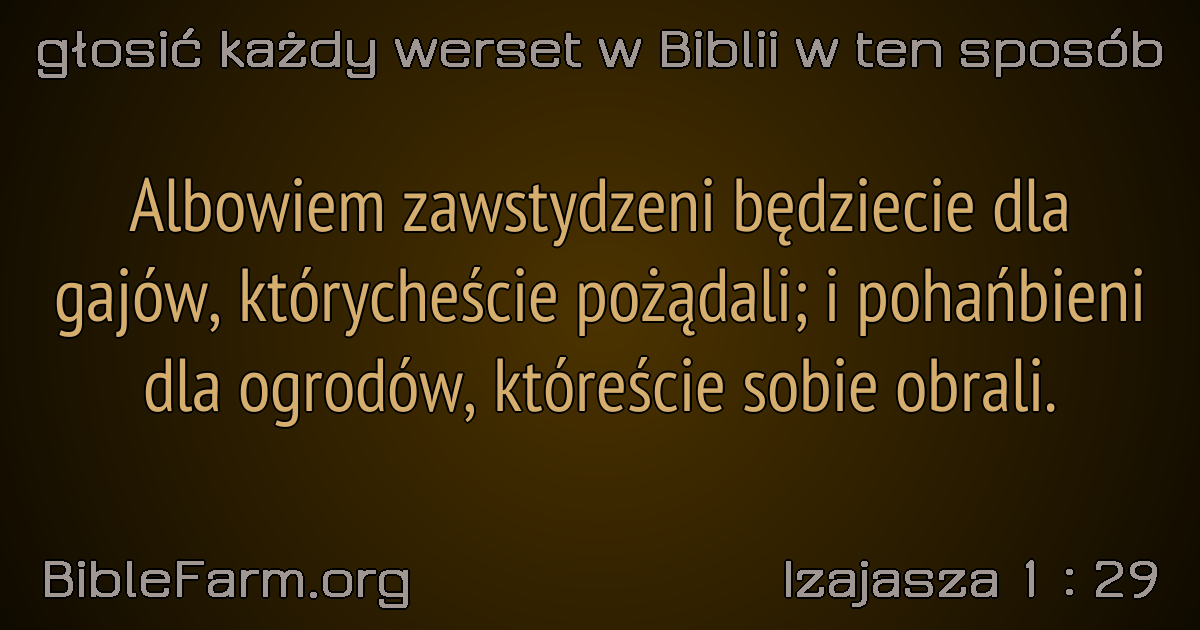 głosić każdy werset w Biblii w ten sposób
Albowiem zawstydzeni będziecie dla
gajów, którycheście pożądali; i pohańbieni
dla ogrodów, któreście sobie obrali.
BibleFarm.org
Izajasza 1 : 29